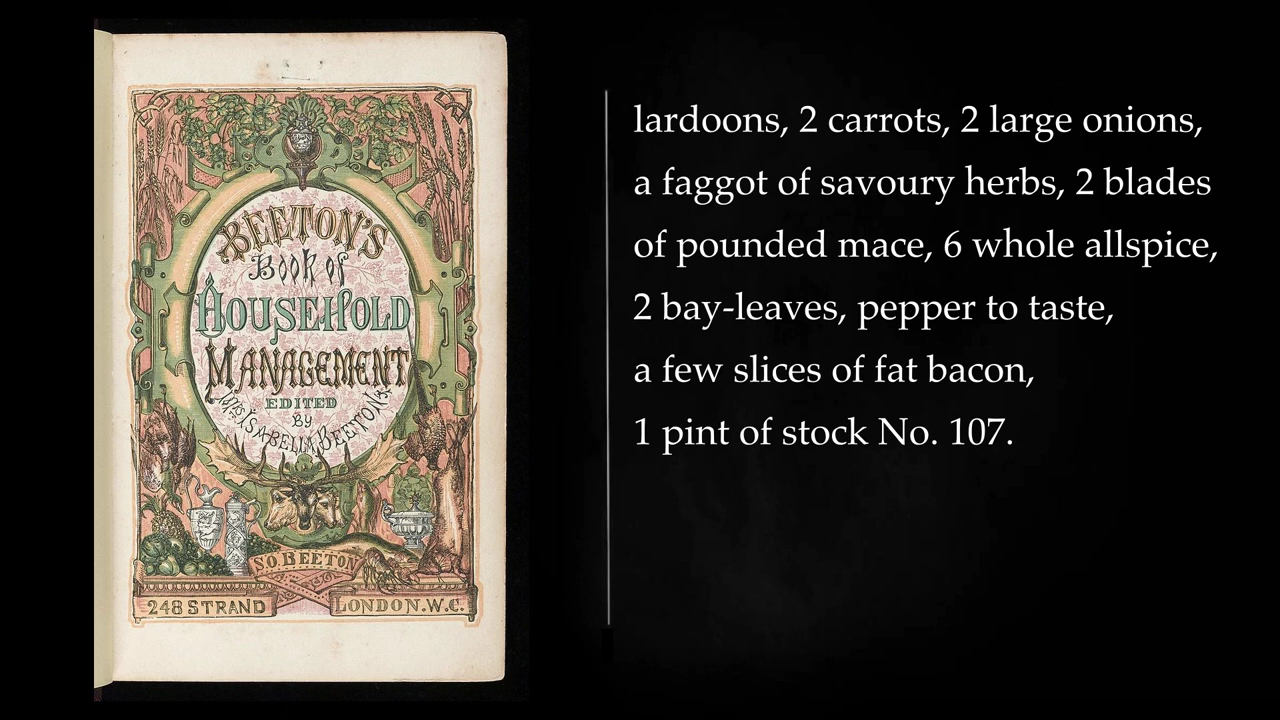 BEETON'S
Book of
HOUSEHOLD
MANAGEMENT
EDITED
BY
MRS ISABELLA BEETON
S.O. BEETON
248 STRAND
LONDON. W.C.
lardoons, 2 carrots, 2 large onions,
a faggot of savoury herbs, 2 blades
of pounded mace, 6 whole allspice,
2 bay-leaves, pepper to taste,
a few slices of fat bacon,
1 pint of stock No. 107.